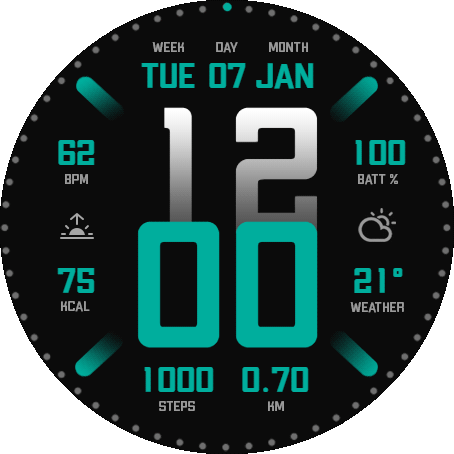 WEEK DAY MONTH
TUE 07 JAN
12
62
BPM
100
BATT %
00
75
KCAL
21°
WEATHER
1000
STEPS
0.70
KM